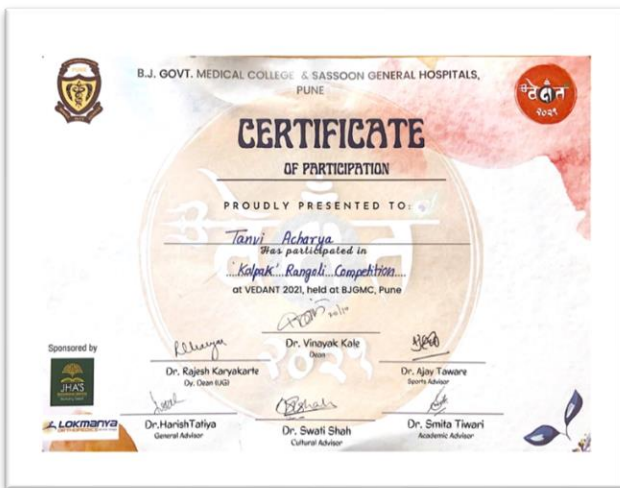 B.J. GOVT. MEDICAL COLLEGE & SASSOON GENERAL HOSPITALS,
PUNE
वेदांत
२०२१
CERTIFICATE
OF PARTICIPATION
PROUDLY PRESENTED TO:
Tanvi Acharya
Has participated in
'Kalpak' Rangoli Competition
at VEDANT 2021, held at BJGMC, Pune
Dr. Vinayak Kale
Dean
Sponsored by
JHA'S
Dr. Rajesh Karyakarte
Dy. Dean (UG)
Dr. Ajay Taware
Sports Advisor
LOKMANYA
Dr.Harish Tatiya
General Advisor
Dr. Swati Shah
Cultural Advisor
Dr. Smita Tiwari
Academic Advisor
२०२१